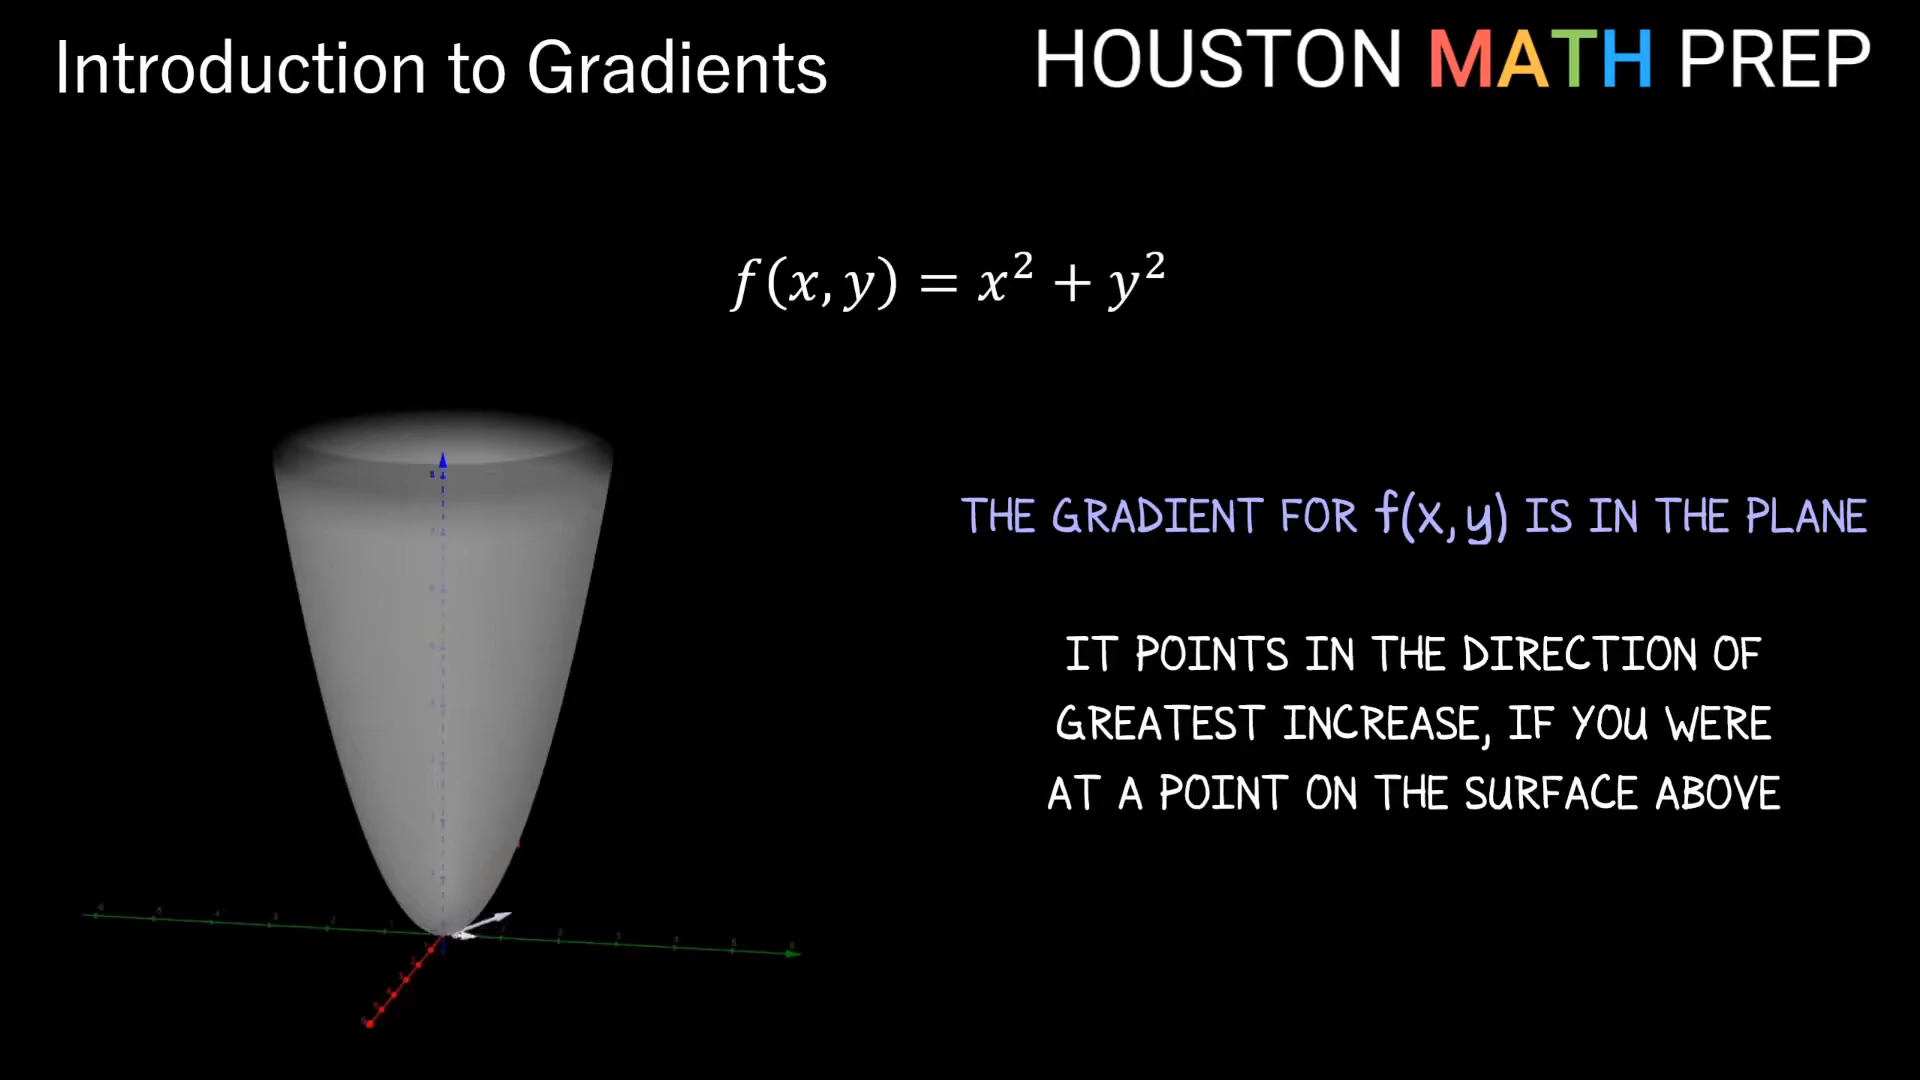 Introduction to Gradients
HOUSTON MATH PREP
f(x, y) = x² + y²
THE GRADIENT FOR f(x, y) IS IN THE PLANE
IT POINTS IN THE DIRECTION OF
GREATEST INCREASE, IF YOU WERE
AT A POINT ON THE SURFACE ABOVE